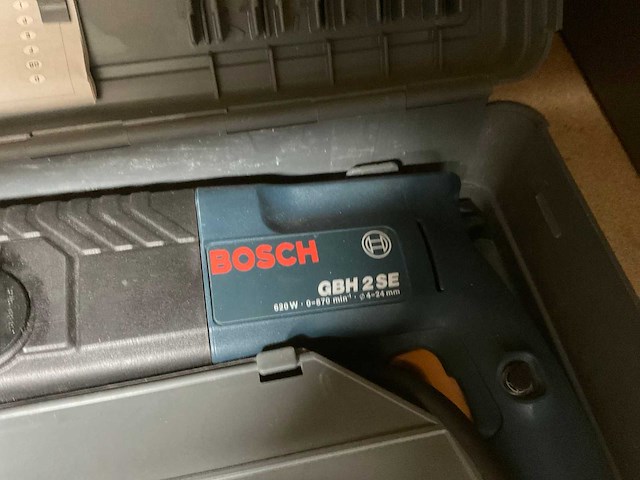 BOSCH
GBH 2 SE
620 W · 0-870 min⁻¹ · ∅ 4-24 mm